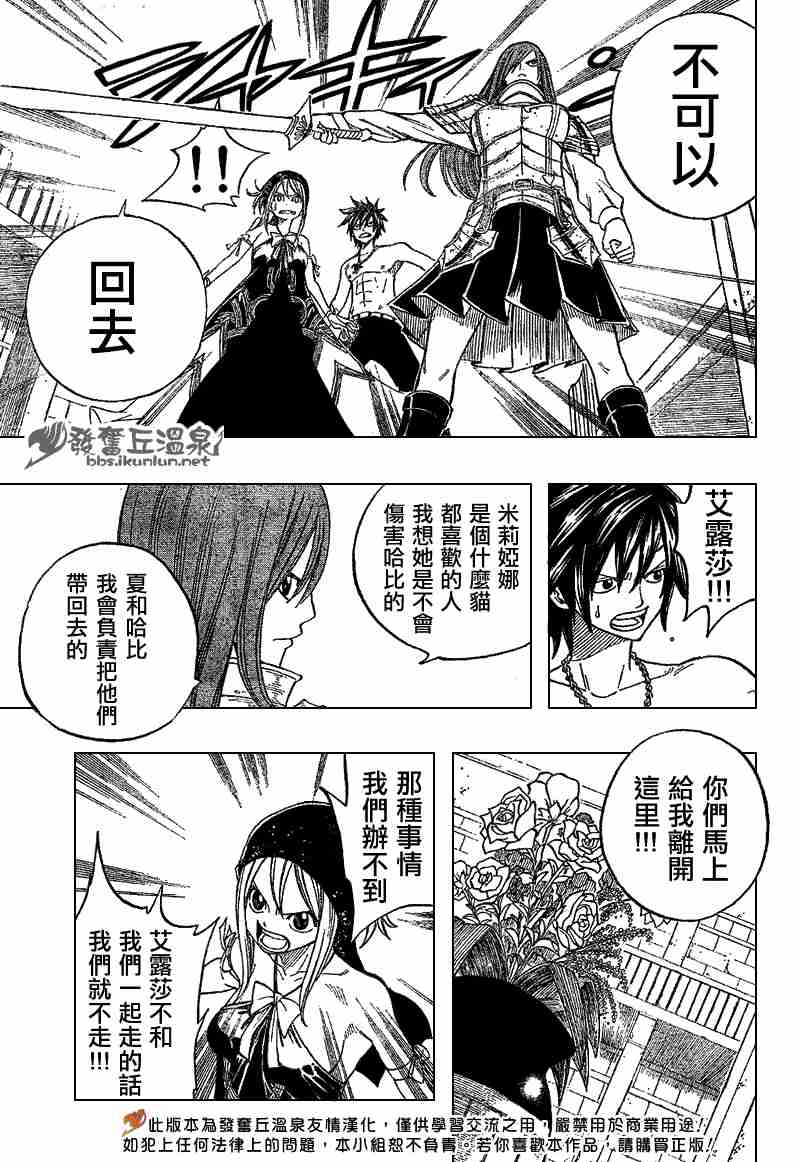 不可以
!!
回去
發奮丘溫泉
bbs.ikunlun.net
艾露莎!!!
米莉婭娜
是個什麼貓
都喜歡的人
我想她是不會
傷害哈比的
夏和哈比
我會負責把他們
帶回去的
你們馬上
給我離開
這里!!!
那種事情
我們辦不到
艾露莎不和
我們一起走的話
我們就不走!!!
此版本為發奮丘溫泉友情漢化，僅供學習交流之用，嚴禁用於商業用途！
如犯上任何法律上的問題，本小組恕不負責。若你喜歡本作品，請購買正版！